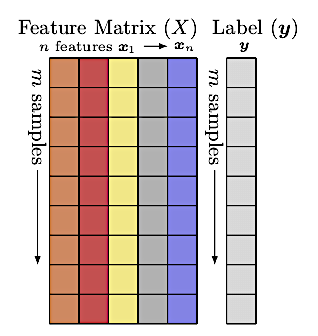 Feature Matrix (X)
n features x₁ → xₙ
m samples
Label (y)
y
m samples